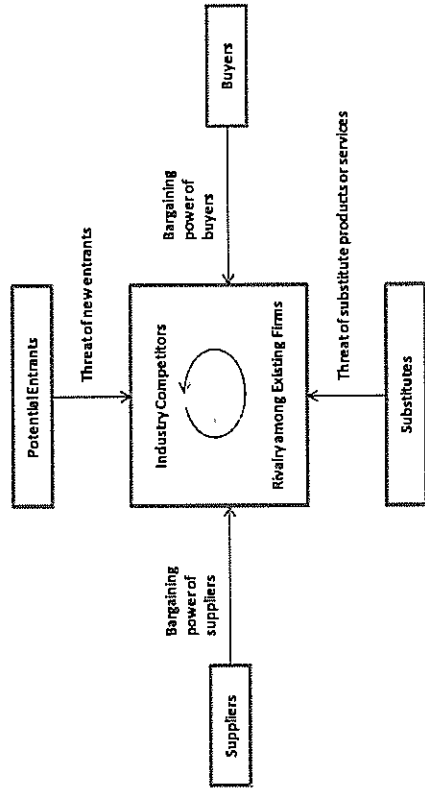 Potential Entrants
Threat of new entrants
Suppliers
Bargaining
power of
suppliers
Industry Competitors
Rivalry among Existing Firms
Bargaining
power of
buyers
Buyers
Threat of substitute products or services
Substitutes